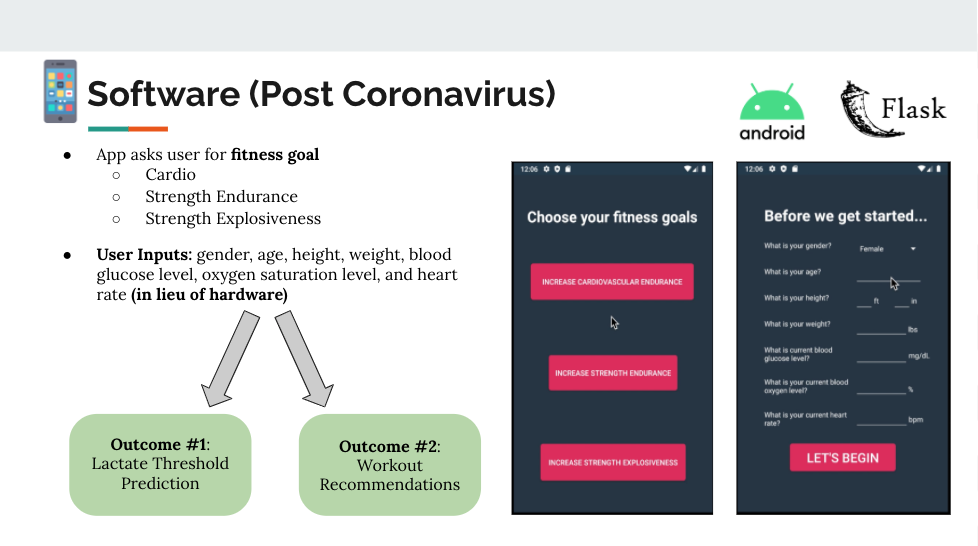 Software (Post Coronavirus)
android
Flask
● App asks user for fitness goal
○ Cardio
○ Strength Endurance
○ Strength Explosiveness
● User Inputs: gender, age, height, weight, blood
glucose level, oxygen saturation level, and heart
rate (in lieu of hardware)
Outcome #1:
Lactate Threshold
Prediction
Outcome #2:
Workout
Recommendations
12:06
Choose your fitness goals
INCREASE CARDIOVASCULAR ENDURANCE
INCREASE STRENGTH ENDURANCE
INCREASE STRENGTH EXPLOSIVENESS
12:06
Before we get started...
What is your gender? Female
What is your age?
What is your height? ft in
What is your weight? lbs
What is current blood
glucose level? mg/dL
What is your current blood
oxygen level? %
What is your current heart
rate? bpm
LET'S BEGIN